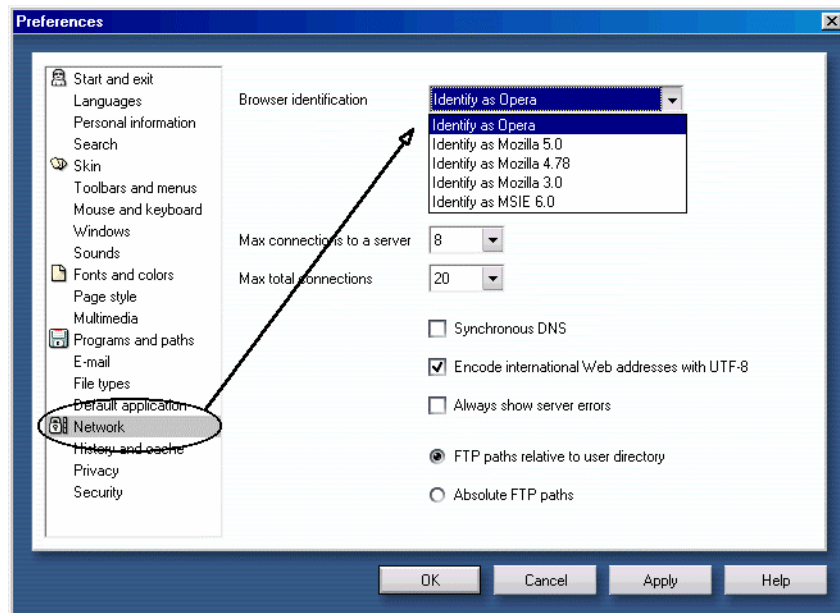 Preferences
Start and exit
Languages
Personal information
Search
Skin
Toolbars and menus
Mouse and keyboard
Windows
Sounds
Fonts and colors
Page style
Multimedia
Programs and paths
E-mail
File types
Default application
Network
History and cache
Privacy
Security
Browser identification
Identify as Opera
Identify as Opera
Identify as Mozilla 5.0
Identify as Mozilla 4.78
Identify as Mozilla 3.0
Identify as MSIE 6.0
Max connections to a server 8
Max total connections 20
Synchronous DNS
Encode international Web addresses with UTF-8
Always show server errors
FTP paths relative to user directory
Absolute FTP paths
OK Cancel Apply Help